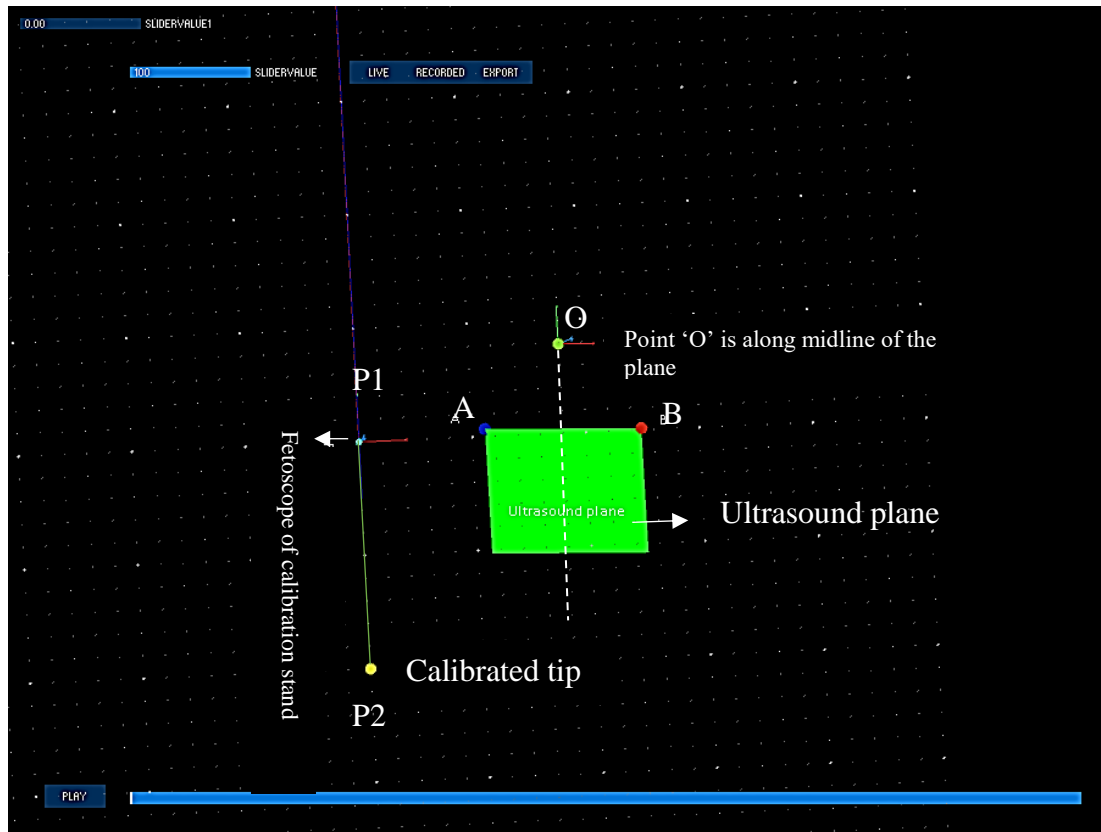 0.00 SLIDERVALUE1
100 SLIDERVALUE LIVE RECORDED EXPORT
O
Point ‘O’ is along midline of the
plane
P1
A A B B
Fetoscope of calibration stand
Ultrasound plane
Ultrasound plane
Calibrated tip
P2
PLAY